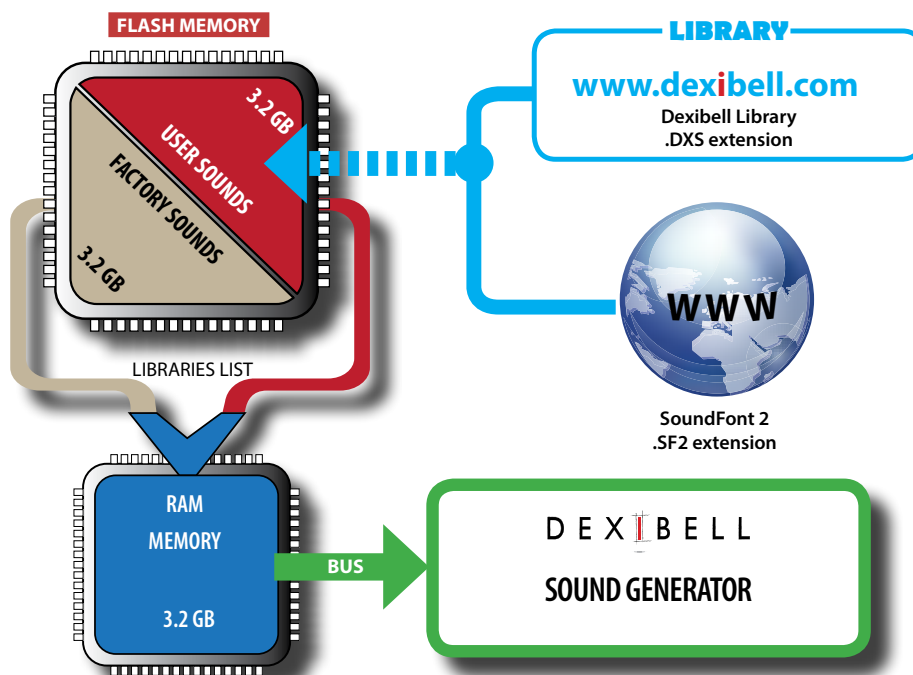 FLASH MEMORY
3.2 GB
USER SOUNDS
FACTORY SOUNDS
3.2 GB
LIBRARY
www.dexibell.com
Dexibell Library
.DXS extension
WWW
SoundFont 2
.SF2 extension
LIBRARIES LIST
RAM
MEMORY
3.2 GB
BUS
DEXIBELL
SOUND GENERATOR